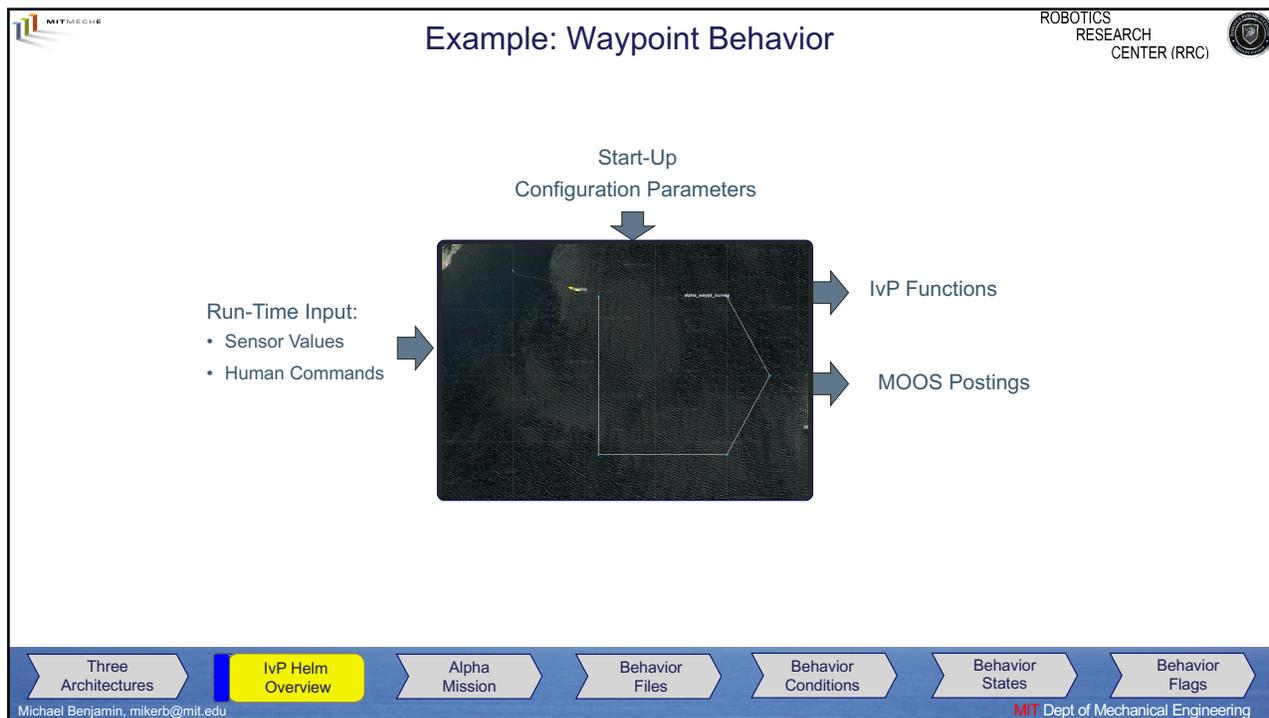 MITMECHE
Example: Waypoint Behavior
ROBOTICS
RESEARCH
CENTER (RRC)
Start-Up
Configuration Parameters
Run-Time Input:
• Sensor Values
• Human Commands
alpha_waypt_survey
IvP Functions
MOOS Postings
Three
Architectures
IvP Helm
Overview
Alpha
Mission
Behavior
Files
Behavior
Conditions
Behavior
States
Behavior
Flags
Michael Benjamin, mikerb@mit.edu
MIT Dept of Mechanical Engineering